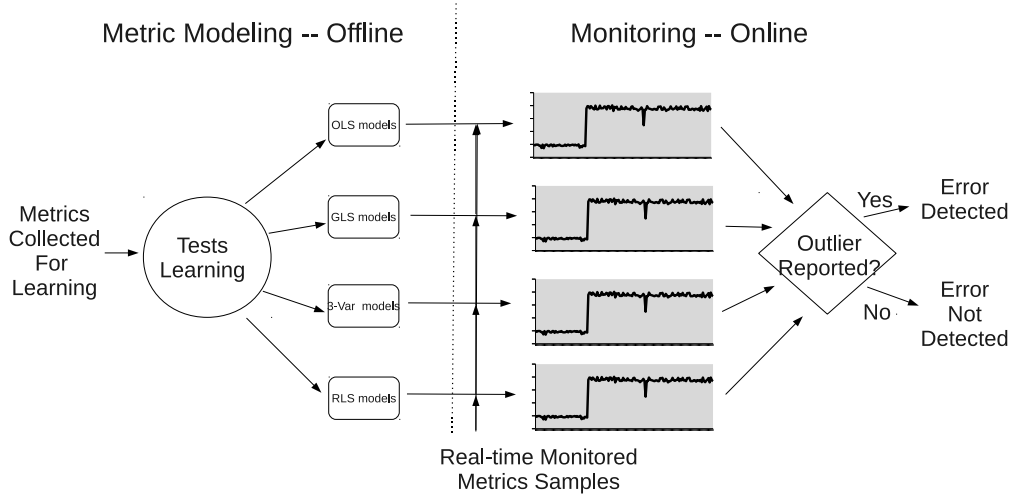 Metric Modeling -- Offline
Monitoring -- Online
Metrics
Collected
For
Learning
Tests
Learning
OLS models
GLS models
3-Var models
RLS models
Real-time Monitored
Metrics Samples
Outlier
Reported?
Yes
No
Error
Detected
Error
Not
Detected